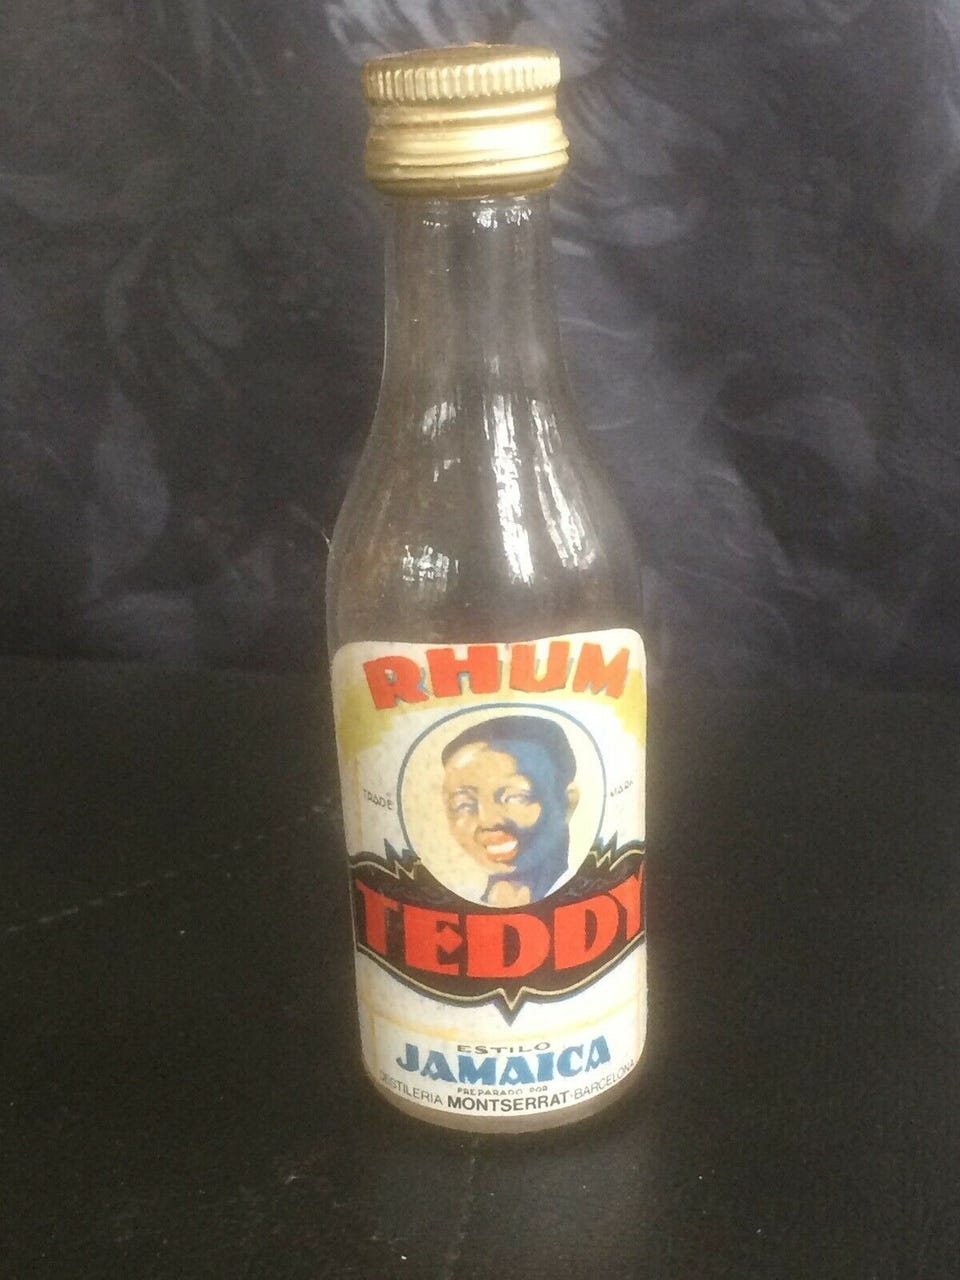 RHUM
TRADE MARK
TEDDY
ESTILO
JAMAICA
PREPARADO POR
DESTILERIA MONTSERRAT-BARCELONA